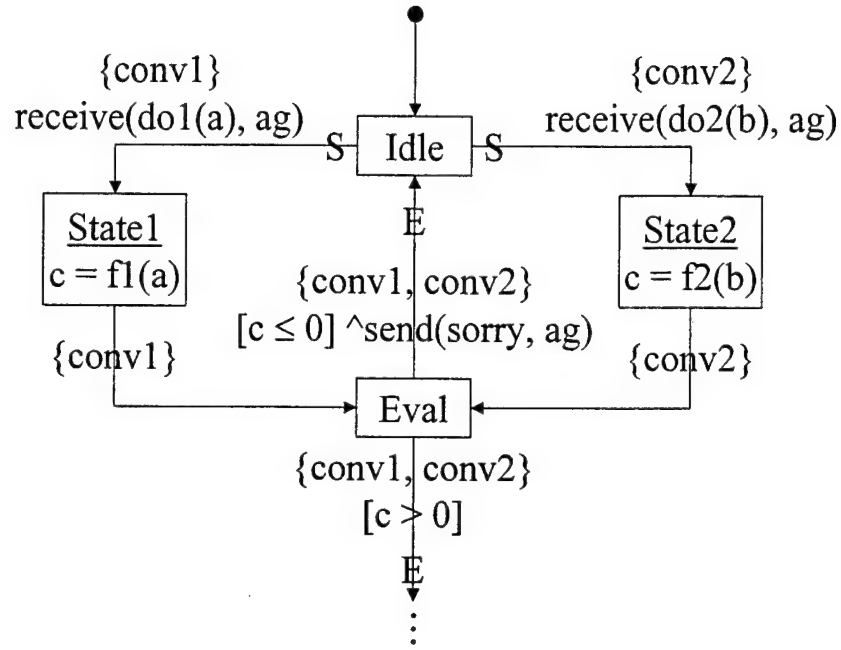 {conv1}
receive(do1(a), ag)
{conv2}
receive(do2(b), ag)
S
Idle
S
E
State1
c = f1(a)
State2
c = f2(b)
{conv1, conv2}
[c ≤ 0] ^send(sorry, ag)
{conv1}
{conv2}
Eval
{conv1, conv2}
[c > 0]
E